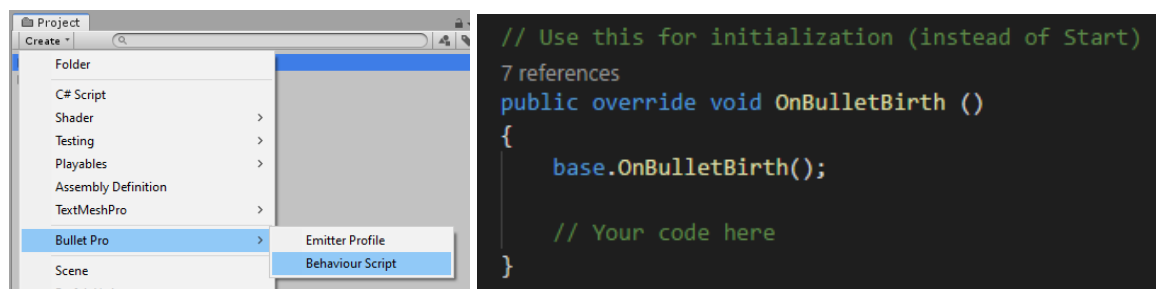 Project
Create
Folder
C# Script
Shader
Testing
Playables
Assembly Definition
TextMeshPro
Bullet Pro
Emitter Profile
Behaviour Script
Scene
// Use this for initialization (instead of Start)
7 references
public override void OnBulletBirth ()
{
base.OnBulletBirth();
// Your code here
}